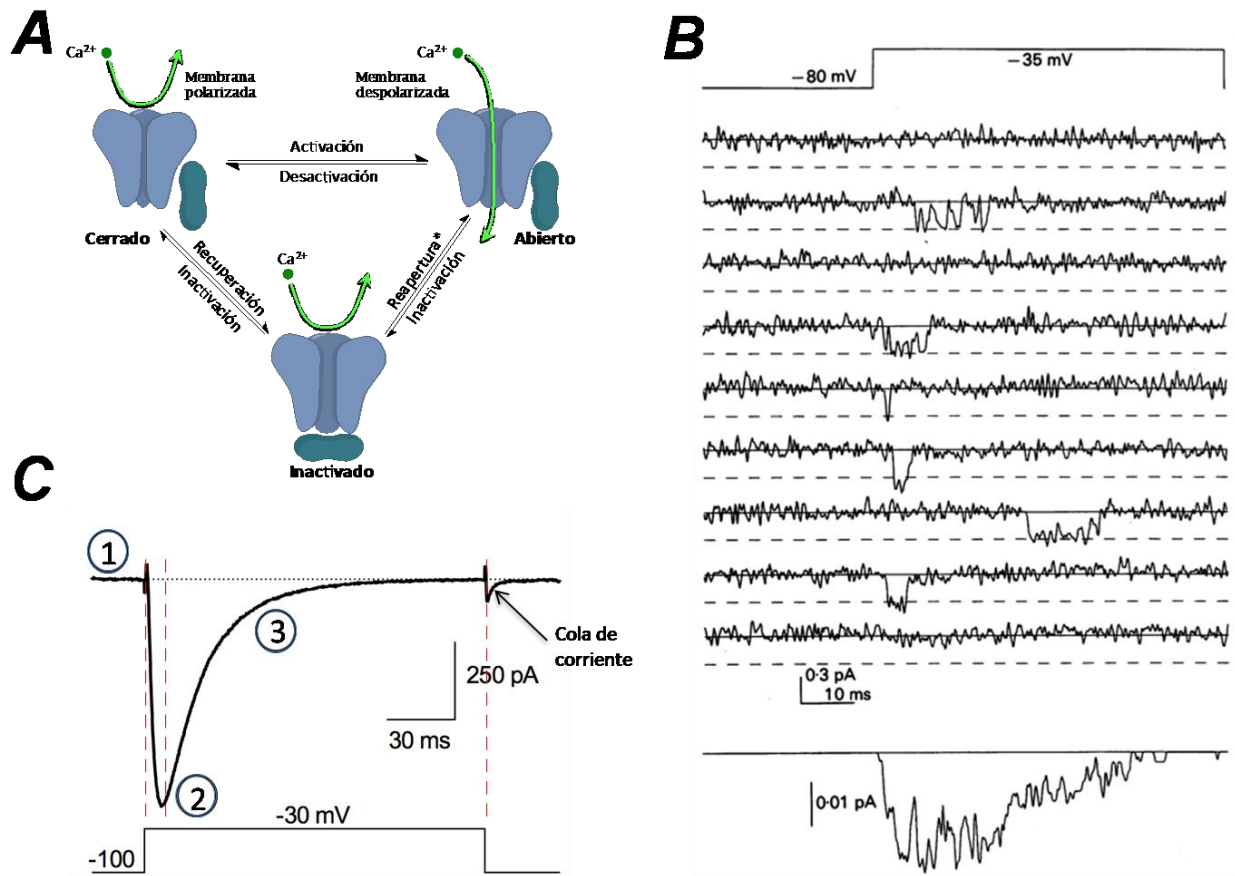 A
Ca²⁺
Membrana
polarizada
Ca²⁺
Membrana
despolarizada
Activación
Desactivación
Cerrado
Abierto
Recuperación
Inactivación
Ca²⁺
Reapertura *
Inactivación
Inactivado
B
−80 mV
−35 mV
0·3 pA
10 ms
0·01 pA
C
1
2
3
Cola de
corriente
250 pA
30 ms
-30 mV
-100